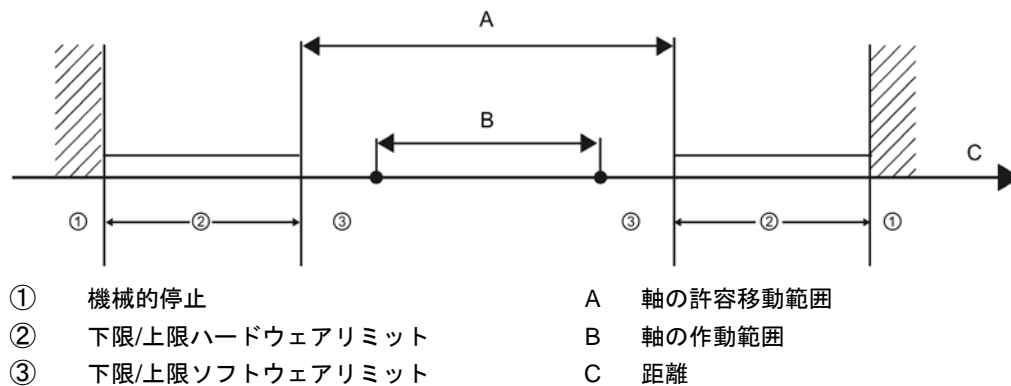 A
B
C
① ② ③ ③ ② ①
① 機械的停止 A 軸の許容移動範囲
② 下限/上限ハードウェアリミット B 軸の作動範囲
③ 下限/上限ソフトウェアリミット C 距離